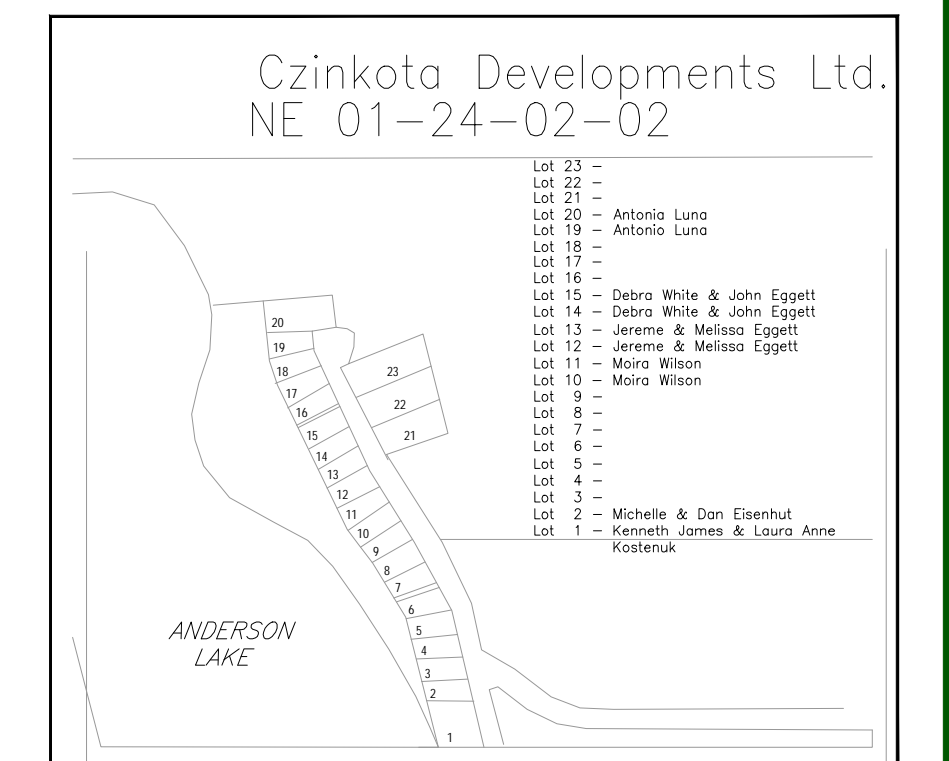 Czinkota Developments Ltd.
NE 01-24-02-02
Lot 23 -
Lot 22 -
Lot 21 -
Lot 20 - Antonia Luna
Lot 19 - Antonio Luna
Lot 18 -
Lot 17 -
Lot 16 -
Lot 15 - Debra White & John Eggett
Lot 14 - Debra White & John Eggett
Lot 13 - Jereme & Melissa Eggett
Lot 12 - Jereme & Melissa Eggett
Lot 11 - Moira Wilson
Lot 10 - Moira Wilson
Lot 9 -
Lot 8 -
Lot 7 -
Lot 6 -
Lot 5 -
Lot 4 -
Lot 3 -
Lot 2 - Michelle & Dan Eisenhut
Lot 1 - Kenneth James & Laura Anne
Kostenuk
20
19
18
17
16
15
14
13
12
11
10
9
8
7
6
5
4
3
2
1
23
22
21
ANDERSON
LAKE